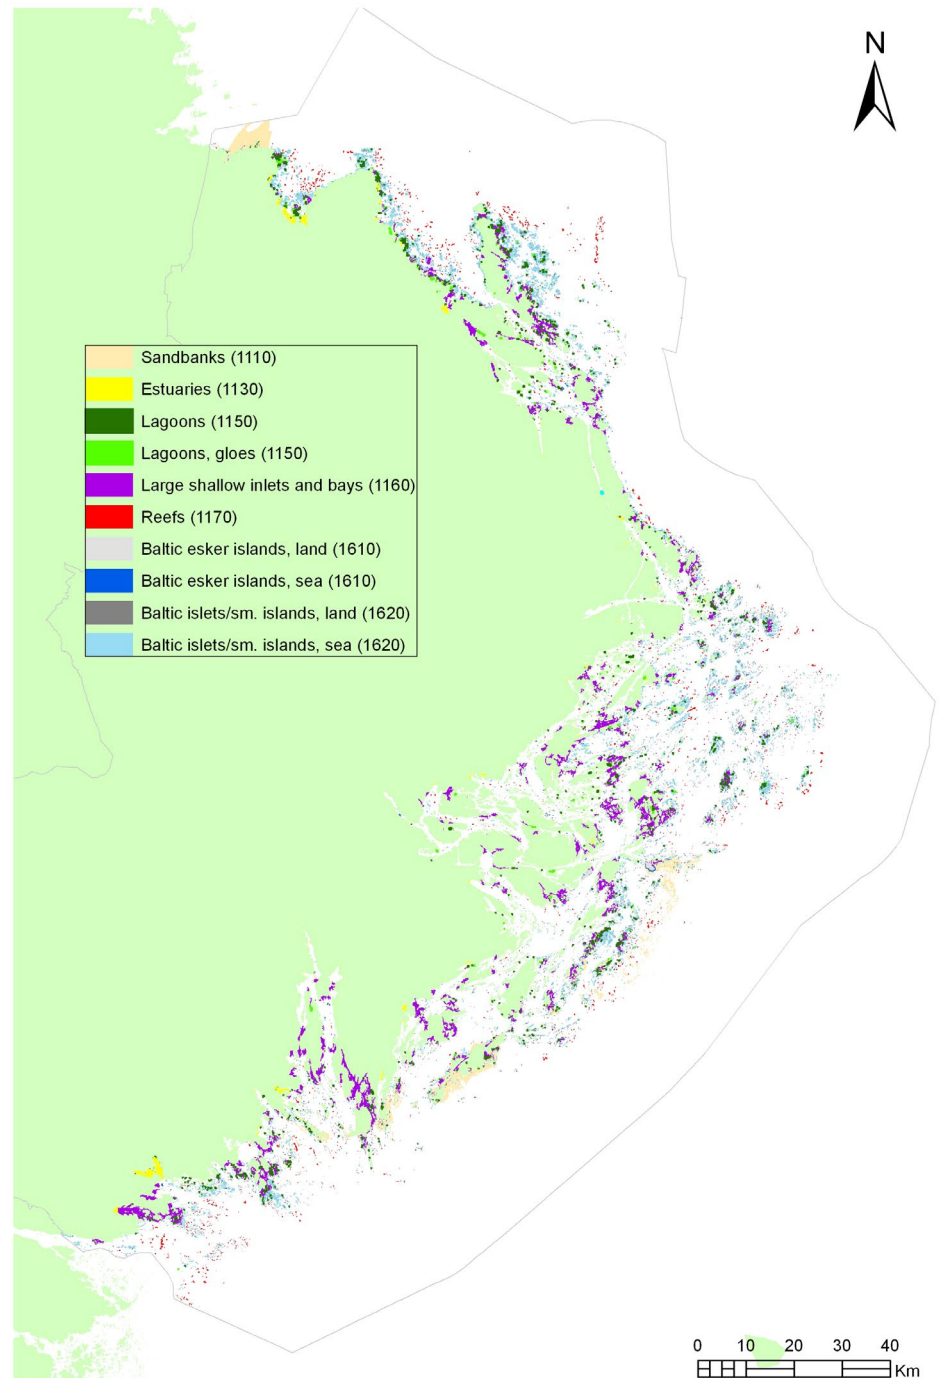 N
Sandbanks (1110)
Estuaries (1130)
Lagoons (1150)
Lagoons, gloes (1150)
Large shallow inlets and bays (1160)
Reefs (1170)
Baltic esker islands, land (1610)
Baltic esker islands, sea (1610)
Baltic islets/sm. islands, land (1620)
Baltic islets/sm. islands, sea (1620)
0 10 20 30 40
Km